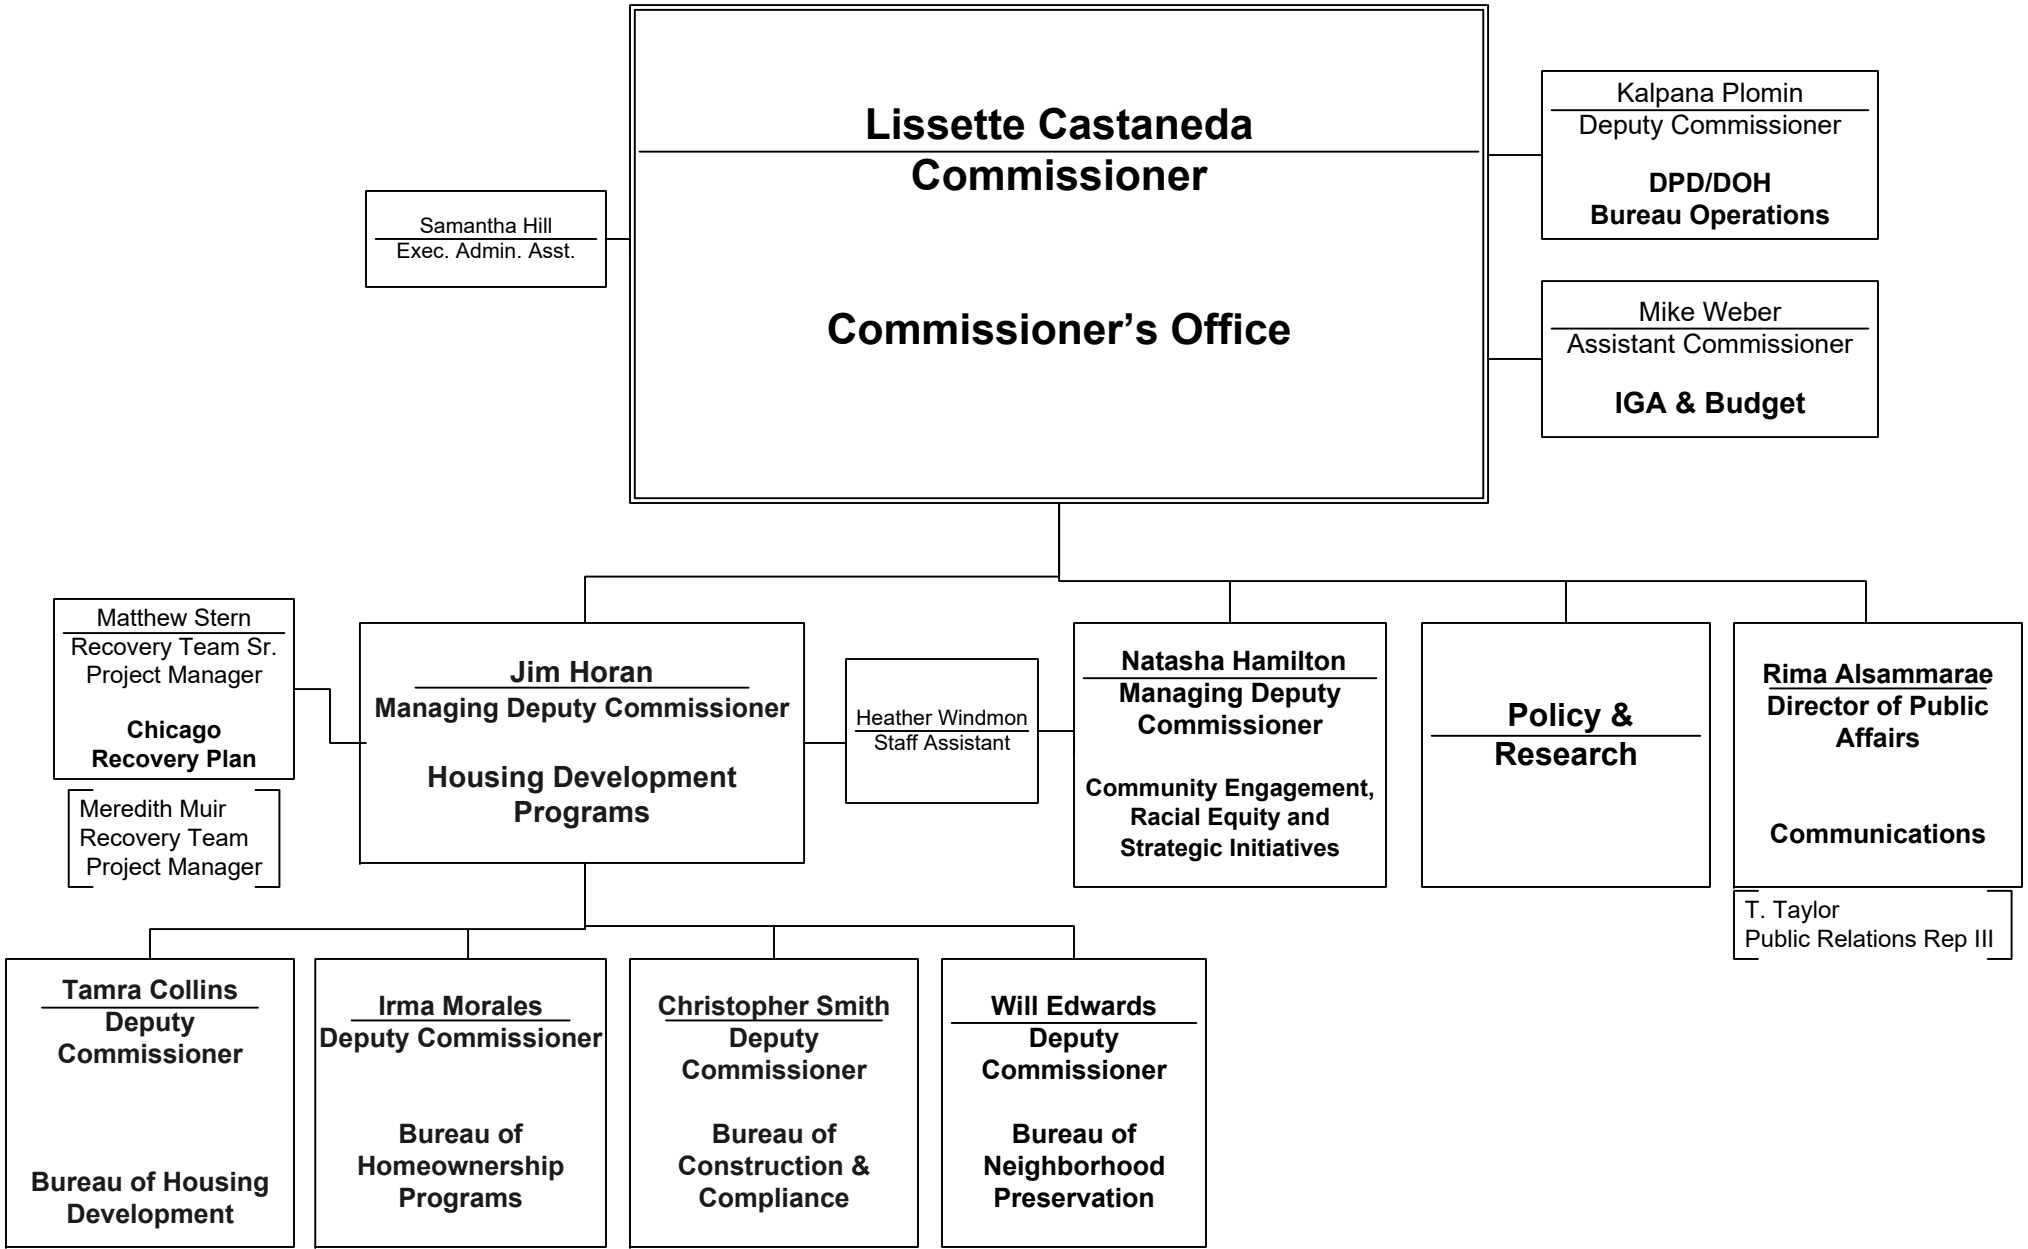 Lissette Castaneda
Commissioner
Commissioner’s Office
Kalpana Plomin
Deputy Commissioner
DPD/DOH
Bureau Operations
Samantha Hill
Exec. Admin. Asst.
Mike Weber
Assistant Commissioner
IGA & Budget
Matthew Stern
Recovery Team Sr.
Project Manager
Chicago
Recovery Plan
Meredith Muir
Recovery Team
Project Manager
Jim Horan
Managing Deputy Commissioner
Housing Development
Programs
Heather Windmon
Staff Assistant
Natasha Hamilton
Managing Deputy
Commissioner
Community Engagement,
Racial Equity and
Strategic Initiatives
Policy &
Research
Rima Alsammarae
Director of Public
Affairs
Communications
T. Taylor
Public Relations Rep III
Tamra Collins
Deputy
Commissioner
Bureau of Housing
Development
Irma Morales
Deputy Commissioner
Bureau of
Homeownership
Programs
Christopher Smith
Deputy
Commissioner
Bureau of
Construction &
Compliance
Will Edwards
Deputy
Commissioner
Bureau of
Neighborhood
Preservation